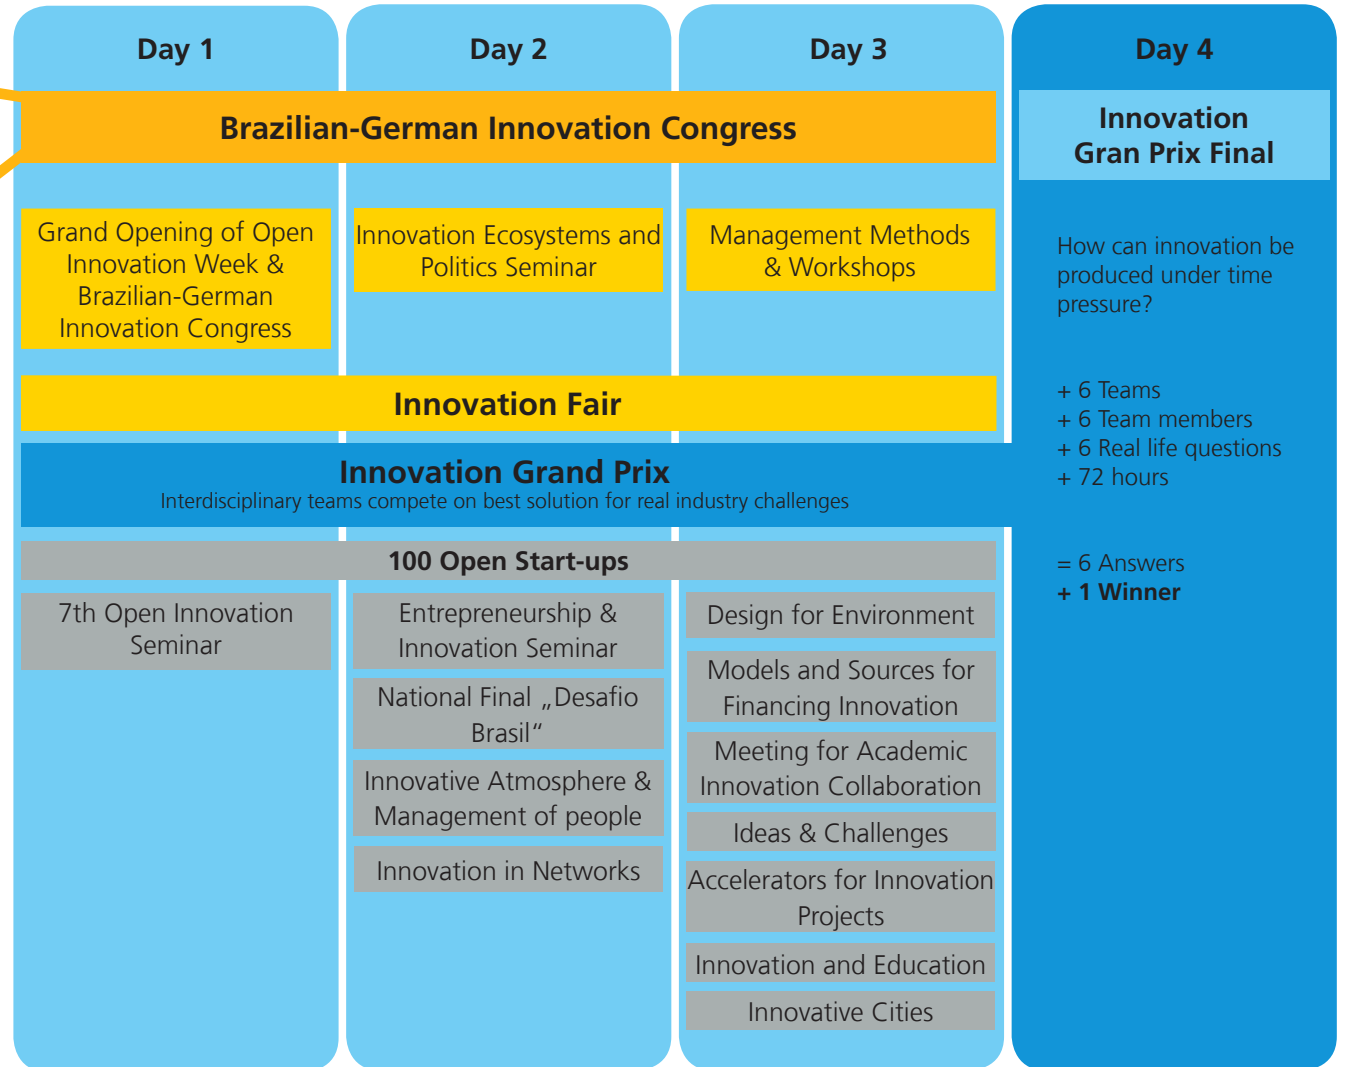 Day 1
Day 2
Day 3
Day 4
Brazilian-German Innovation Congress
Innovation
Gran Prix Final
Grand Opening of Open
Innovation Week &
Brazilian-German
Innovation Congress
Innovation Ecosystems and
Politics Seminar
Management Methods
& Workshops
How can innovation be
produced under time
pressure?
Innovation Fair
+ 6 Teams
+ 6 Team members
+ 6 Real life questions
+ 72 hours
Innovation Grand Prix
Interdisciplinary teams compete on best solution for real industry challenges
= 6 Answers
+ 1 Winner
100 Open Start-ups
7th Open Innovation
Seminar
Entrepreneurship &
Innovation Seminar
National Final „Desafio
Brasil“
Innovative Atmosphere &
Management of people
Innovation in Networks
Design for Environment
Models and Sources for
Financing Innovation
Meeting for Academic
Innovation Collaboration
Ideas & Challenges
Accelerators for Innovation
Projects
Innovation and Education
Innovative Cities